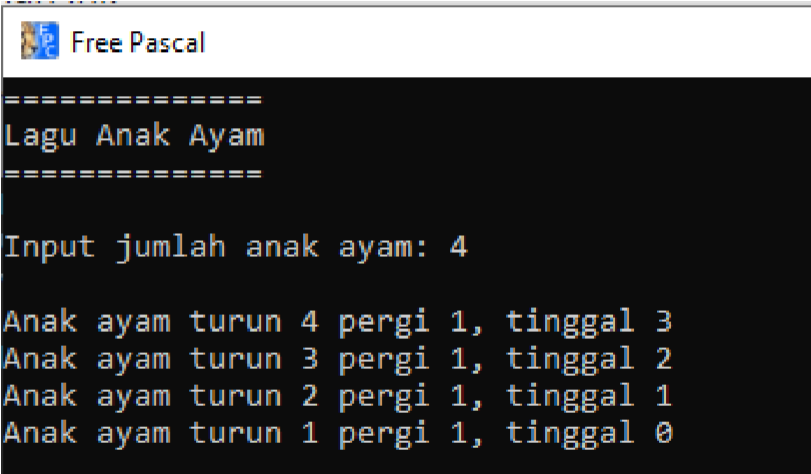 Free Pascal
==============
Lagu Anak Ayam
==============
Input jumlah anak ayam: 4
Anak ayam turun 4 pergi 1, tinggal 3
Anak ayam turun 3 pergi 1, tinggal 2
Anak ayam turun 2 pergi 1, tinggal 1
Anak ayam turun 1 pergi 1, tinggal 0